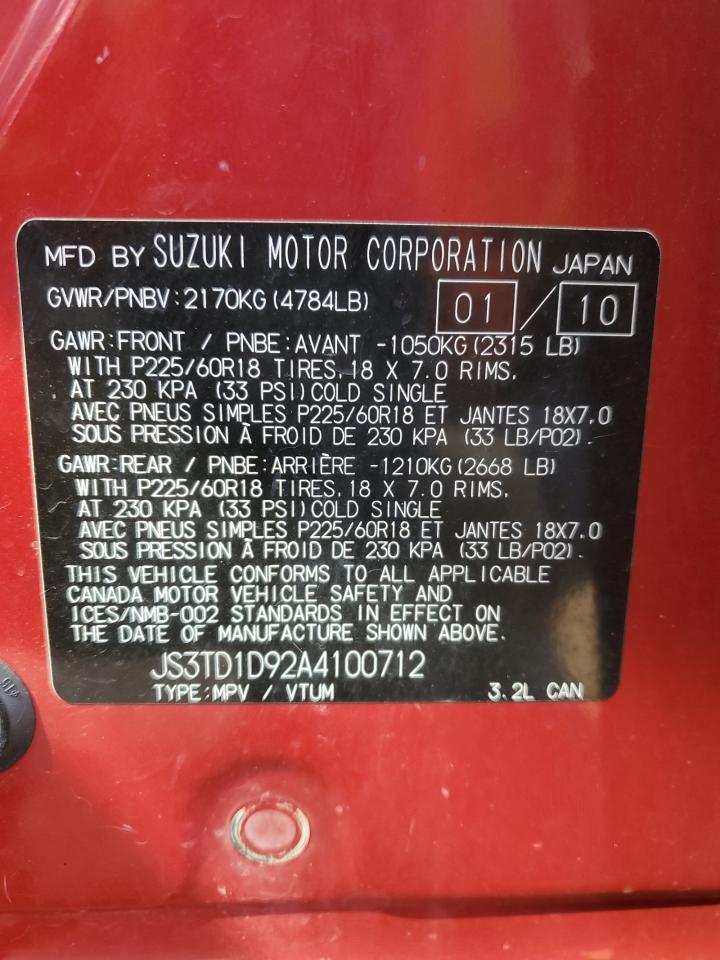 MFD BY SUZUKI MOTOR CORPORATION JAPAN
GVWR/PNBV:2170KG(4784LB) 01/10
GAWR:FRONT / PNBE:AVANT -1050KG(2315 LB)
WITH P225/60R18 TIRES,18 X 7.0 RIMS,
AT 230 KPA (33 PSI)COLD SINGLE
AVEC PNEUS SIMPLES P225/60R18 ET JANTES 18X7.0
SOUS PRESSION À FROID DE 230 KPA (33 LB/PO2).
GAWR:REAR / PNBE:ARRIÈRE -1210KG(2668 LB)
WITH P225/60R18 TIRES,18 X 7.0 RIMS,
AT 230 KPA (33 PSI)COLD SINGLE
AVEC PNEUS SIMPLES P225/60R18 ET JANTES 18X7.0
SOUS PRESSION À FROID DE 230 KPA (33 LB/PO2).
THIS VEHICLE CONFORMS TO ALL APPLICABLE
CANADA MOTOR VEHICLE SAFETY AND
ICES/NMB-002 STANDARDS IN EFFECT ON
THE DATE OF MANUFACTURE SHOWN ABOVE.
JS3TD1D92A4100712
TYPE:MPV / VTUM 3.2L CAN